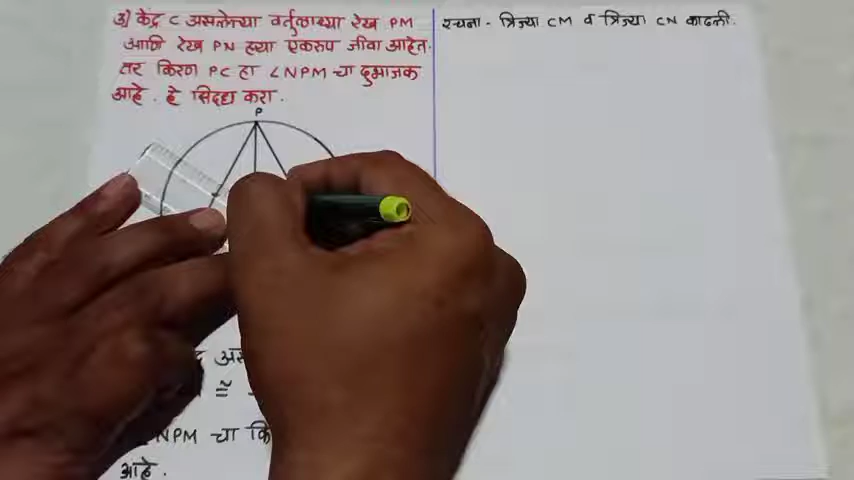 3) केंद्र C असलेल्या वर्तुळाच्या रेख PM
आणि रेख PN ह्या एकरूप जीवा आहेत.
तर किरण PC हा ∠NPM चा दुभाजक
आहे. हे सिद्ध करा.
P
≅
NPM चा
आहे.
रचना - त्रिज्या CM व त्रिज्या CN काढली.